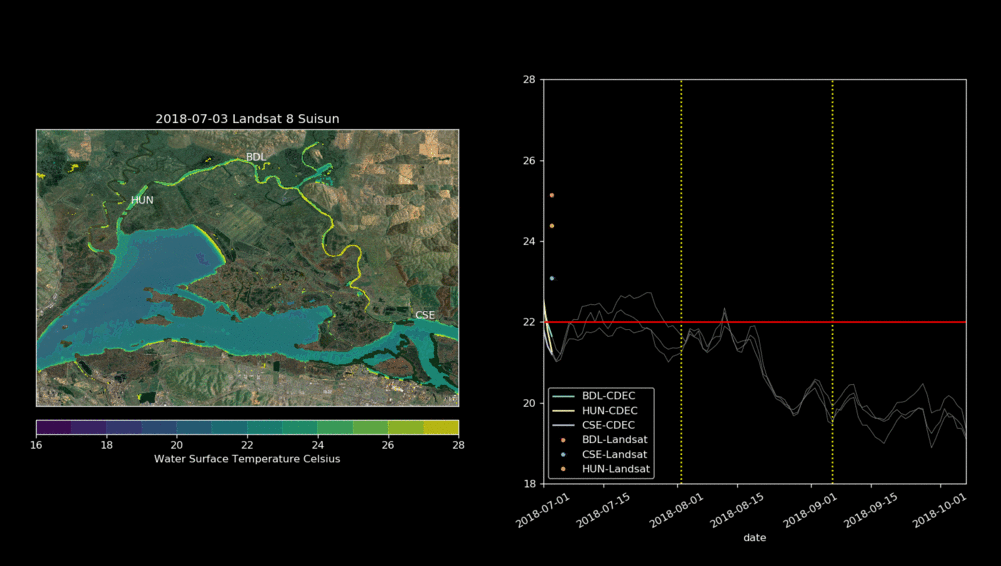 2018-07-03 Landsat 8 Suisun
BDL
HUN
CSE
16 18 20 22 24 26 28
Water Surface Temperature Celsius
28
26
24
22
20
18
BDL-CDEC
HUN-CDEC
CSE-CDEC
BDL-Landsat
CSE-Landsat
HUN-Landsat
2018-07-01 2018-07-15 2018-08-01 2018-08-15 2018-09-01 2018-09-15 2018-10-01
date